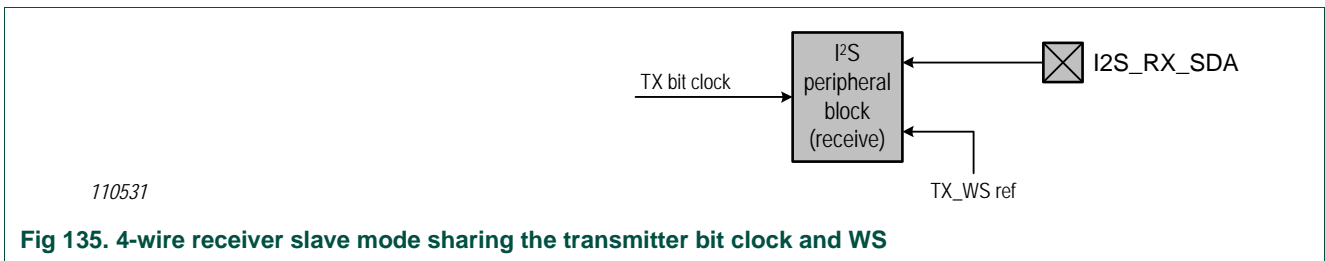 I²S
peripheral
block
(receive)
TX bit clock
I2S_RX_SDA
TX_WS ref
110531
Fig 135. 4-wire receiver slave mode sharing the transmitter bit clock and WS